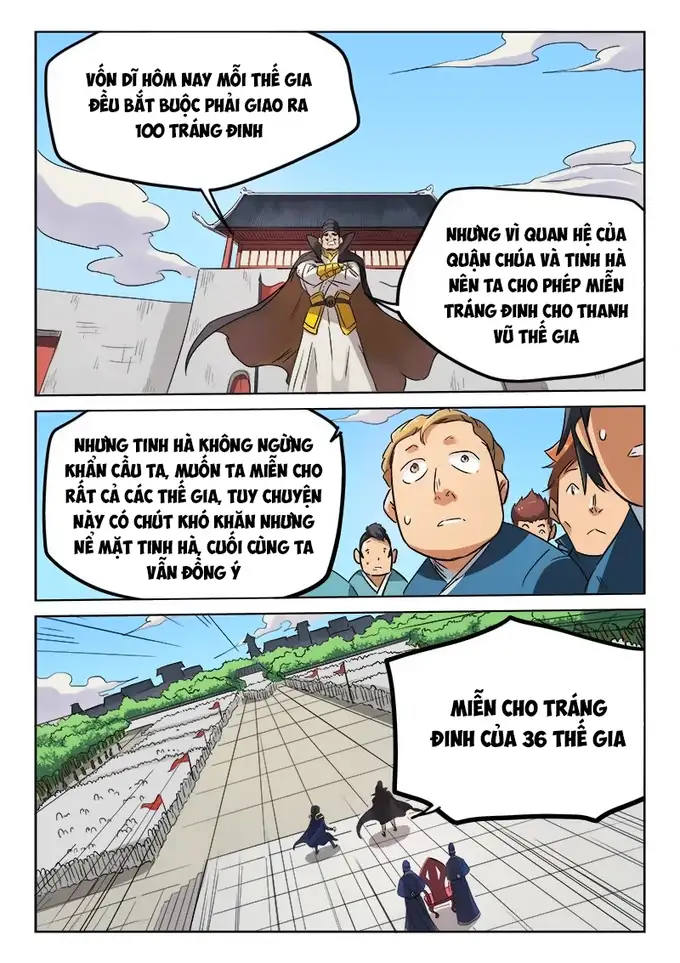 VỐN DĨ HÔM NAY MỖI THẾ GIA
ĐỀU BẮT BUỘC PHẢI GIAO RA
100 TRÁNG ĐINH
NHƯNG VÌ QUAN HỆ CỦA
QUẬN CHÚA VÀ TINH HÀ
NÊN TA CHO PHÉP MIỄN
TRÁNG ĐINH CHO THANH
VŨ THẾ GIA
NHƯNG TINH HÀ KHÔNG NGỪNG
KHẨN CẦU TA, MUỐN TA MIỄN CHO
RẤT CẢ CÁC THẾ GIA, TUY CHUYỆN
NÀY CÓ CHÚT KHÓ KHĂN NHƯNG
NỂ MẶT TINH HÀ, CUỐI CÙNG TA
VẪN ĐỒNG Ý
MIỄN CHO TRÁNG
ĐINH CỦA 36 THẾ GIA